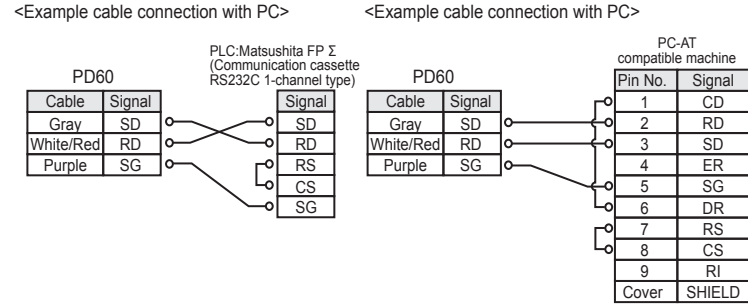 <Example cable connection with PC>
PLC:Matsushita FP Σ
(Communication cassette
RS232C 1-channel type)
PD60
Cable Signal
Gray SD
White/Red RD
Purple SG
Signal
SD
RD
RS
CS
SG
<Example cable connection with PC>
PC-AT
compatible machine
PD60
Cable Signal
Gray SD
White/Red RD
Purple SG
Pin No. Signal
1 CD
2 RD
3 SD
4 ER
5 SG
6 DR
7 RS
8 CS
9 RI
Cover SHIELD